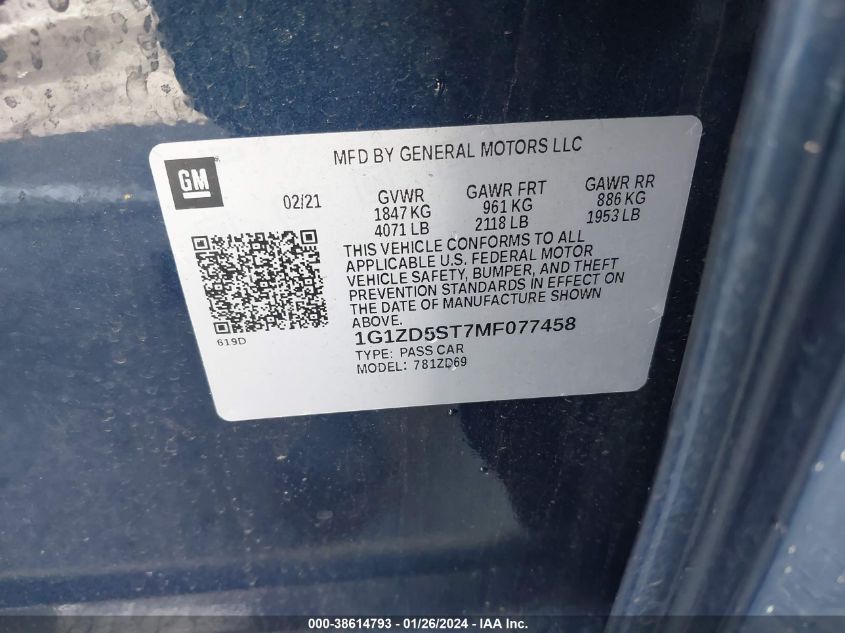 MFD BY GENERAL MOTORS LLC
GM
02/21
GVWR
1847 KG
4071 LB
GAWR FRT
961 KG
2118 LB
GAWR RR
886 KG
1953 LB
THIS VEHICLE CONFORMS TO ALL
APPLICABLE U.S. FEDERAL MOTOR
VEHICLE SAFETY, BUMPER, AND THEFT
PREVENTION STANDARDS IN EFFECT ON
THE DATE OF MANUFACTURE SHOWN
ABOVE.
619D
1G1ZD5ST7MF077458
TYPE: PASS CAR
MODEL: 781ZD69
000-38614793 - 01/26/2024 - IAA Inc.